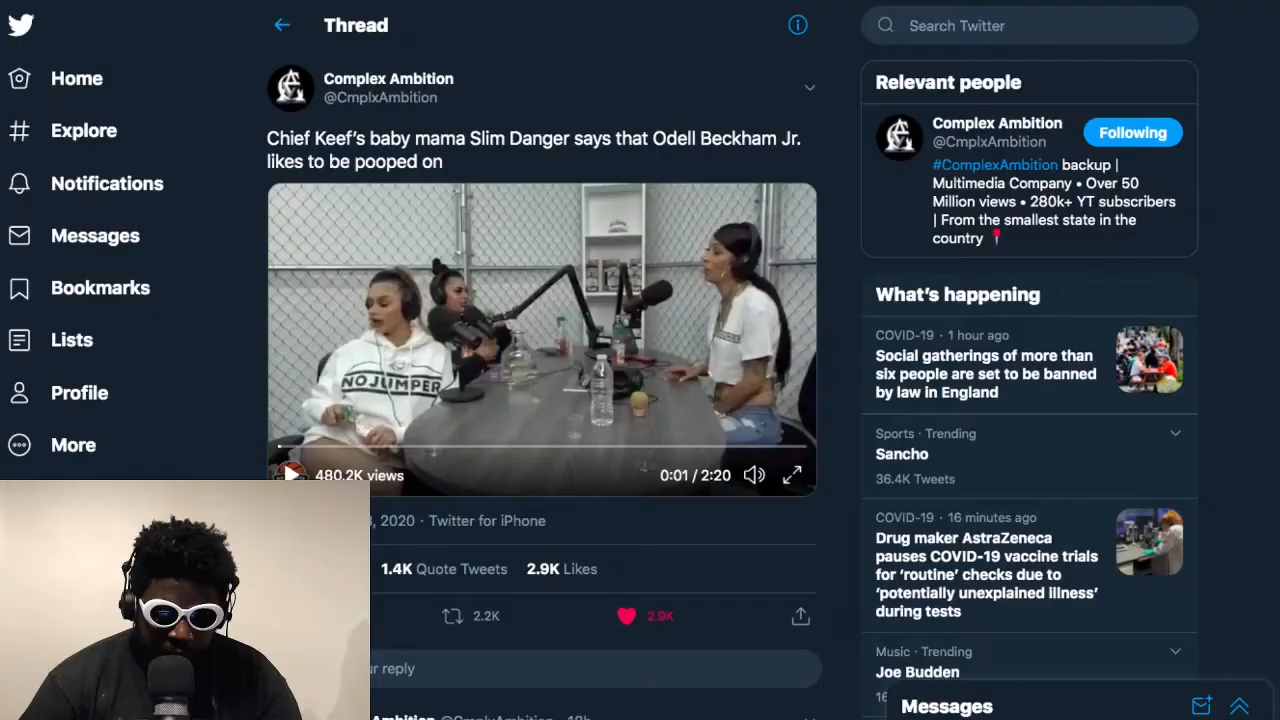 Home
Explore
Notifications
Messages
Bookmarks
Lists
Profile
More
Thread
Complex Ambition
@CmplxAmbition
Chief Keef's baby mama Slim Danger says that Odell Beckham Jr.
likes to be pooped on
NOJUMPER
480.2K views
0:01 / 2:20
, 2020 · Twitter for iPhone
1.4K Quote Tweets 2.9K Likes
2.2K
2.9K
reply
Search Twitter
Relevant people
Complex Ambition
@CmplxAmbition
Following
#ComplexAmbition backup |
Multimedia Company • Over 50
Million views • 280k+ YT subscribers
| From the smallest state in the
country
What's happening
COVID-19 · 1 hour ago
Social gatherings of more than
six people are set to be banned
by law in England
Sports · Trending
Sancho
36.4K Tweets
COVID-19 · 16 minutes ago
Drug maker AstraZeneca
pauses COVID-19 vaccine trials
for 'routine' checks due to
'potentially unexplained illness'
during tests
Music · Trending
Joe Budden
Messages